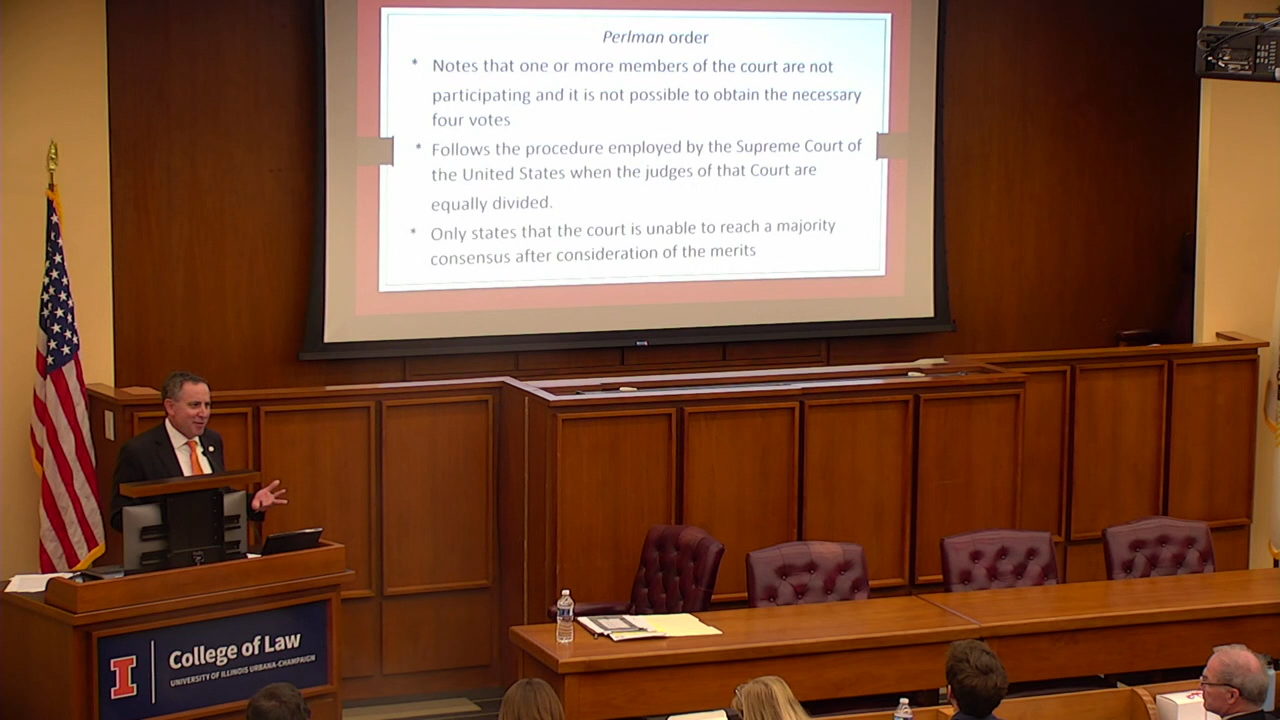 Perlman order
* Notes that one or more members of the court are not
participating and it is not possible to obtain the necessary
four votes
* Follows the procedure employed by the Supreme Court of
the United States when the judges of that Court are
equally divided.
* Only states that the court is unable to reach a majority
consensus after consideration of the merits
I
College of Law
UNIVERSITY OF ILLINOIS URBANA-CHAMPAIGN